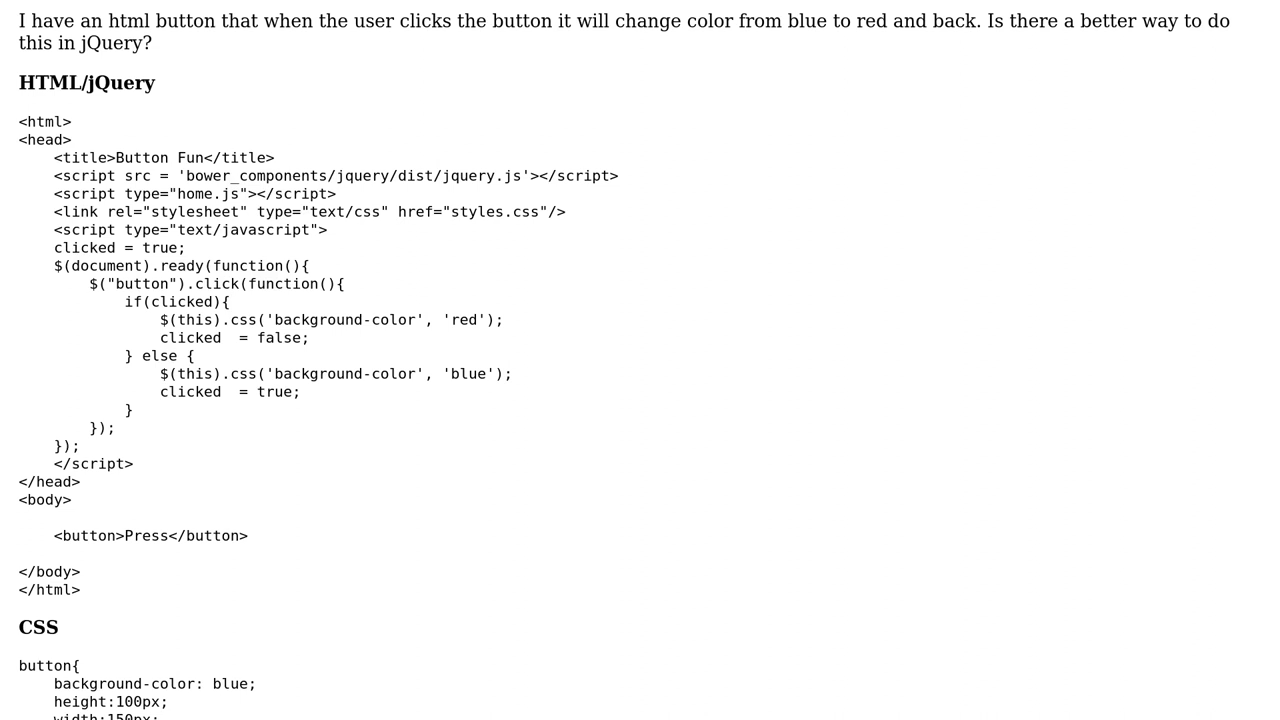 I have an html button that when the user clicks the button it will change color from blue to red and back. Is there a better way to do
this in jQuery?
HTML/jQuery
<html>
<head>
    <title>Button Fun</title>
    <script src = 'bower_components/jquery/dist/jquery.js'></script>
    <script type="home.js"></script>
    <link rel="stylesheet" type="text/css" href="styles.css"/>
    <script type="text/javascript">
    clicked = true;
    $(document).ready(function(){
        $("button").click(function(){
            if(clicked){
                $(this).css('background-color', 'red');
                clicked  = false;
            } else {
                $(this).css('background-color', 'blue');
                clicked  = true;
            }
        });
    });
    </script>
</head>
<body>
    <button>Press</button>
</body>
</html>
CSS
button{
    background-color: blue;
    height:100px;
    width:150px;